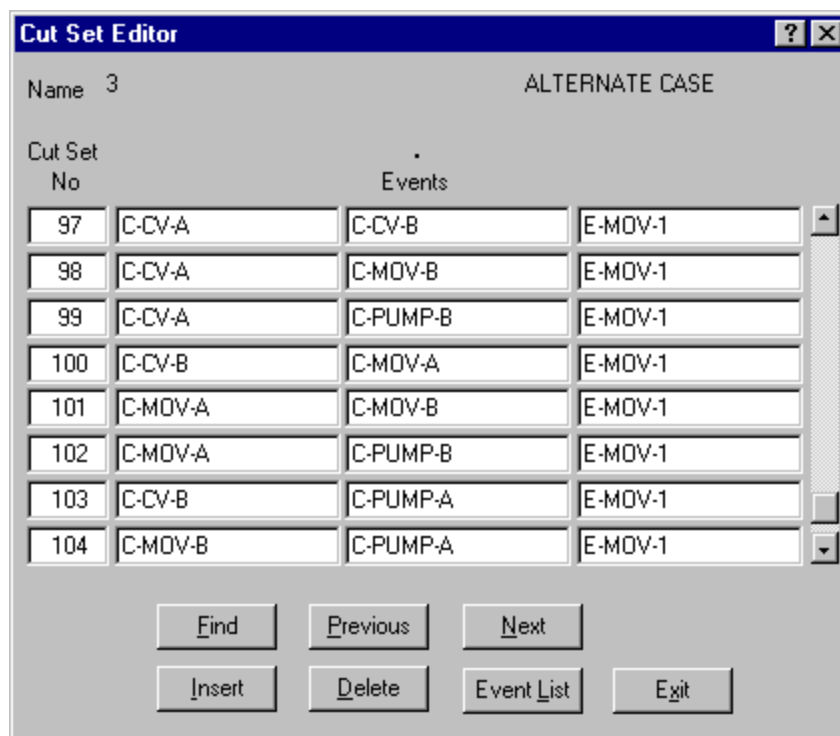 Cut Set Editor
Name 3 ALTERNATE CASE
Cut Set
No Events
97 C-CV-A C-CV-B E-MOV-1
98 C-CV-A C-MOV-B E-MOV-1
99 C-CV-A C-PUMP-B E-MOV-1
100 C-CV-B C-MOV-A E-MOV-1
101 C-MOV-A C-MOV-B E-MOV-1
102 C-MOV-A C-PUMP-B E-MOV-1
103 C-CV-B C-PUMP-A E-MOV-1
104 C-MOV-B C-PUMP-A E-MOV-1
Find Previous Next
Insert Delete Event List Exit